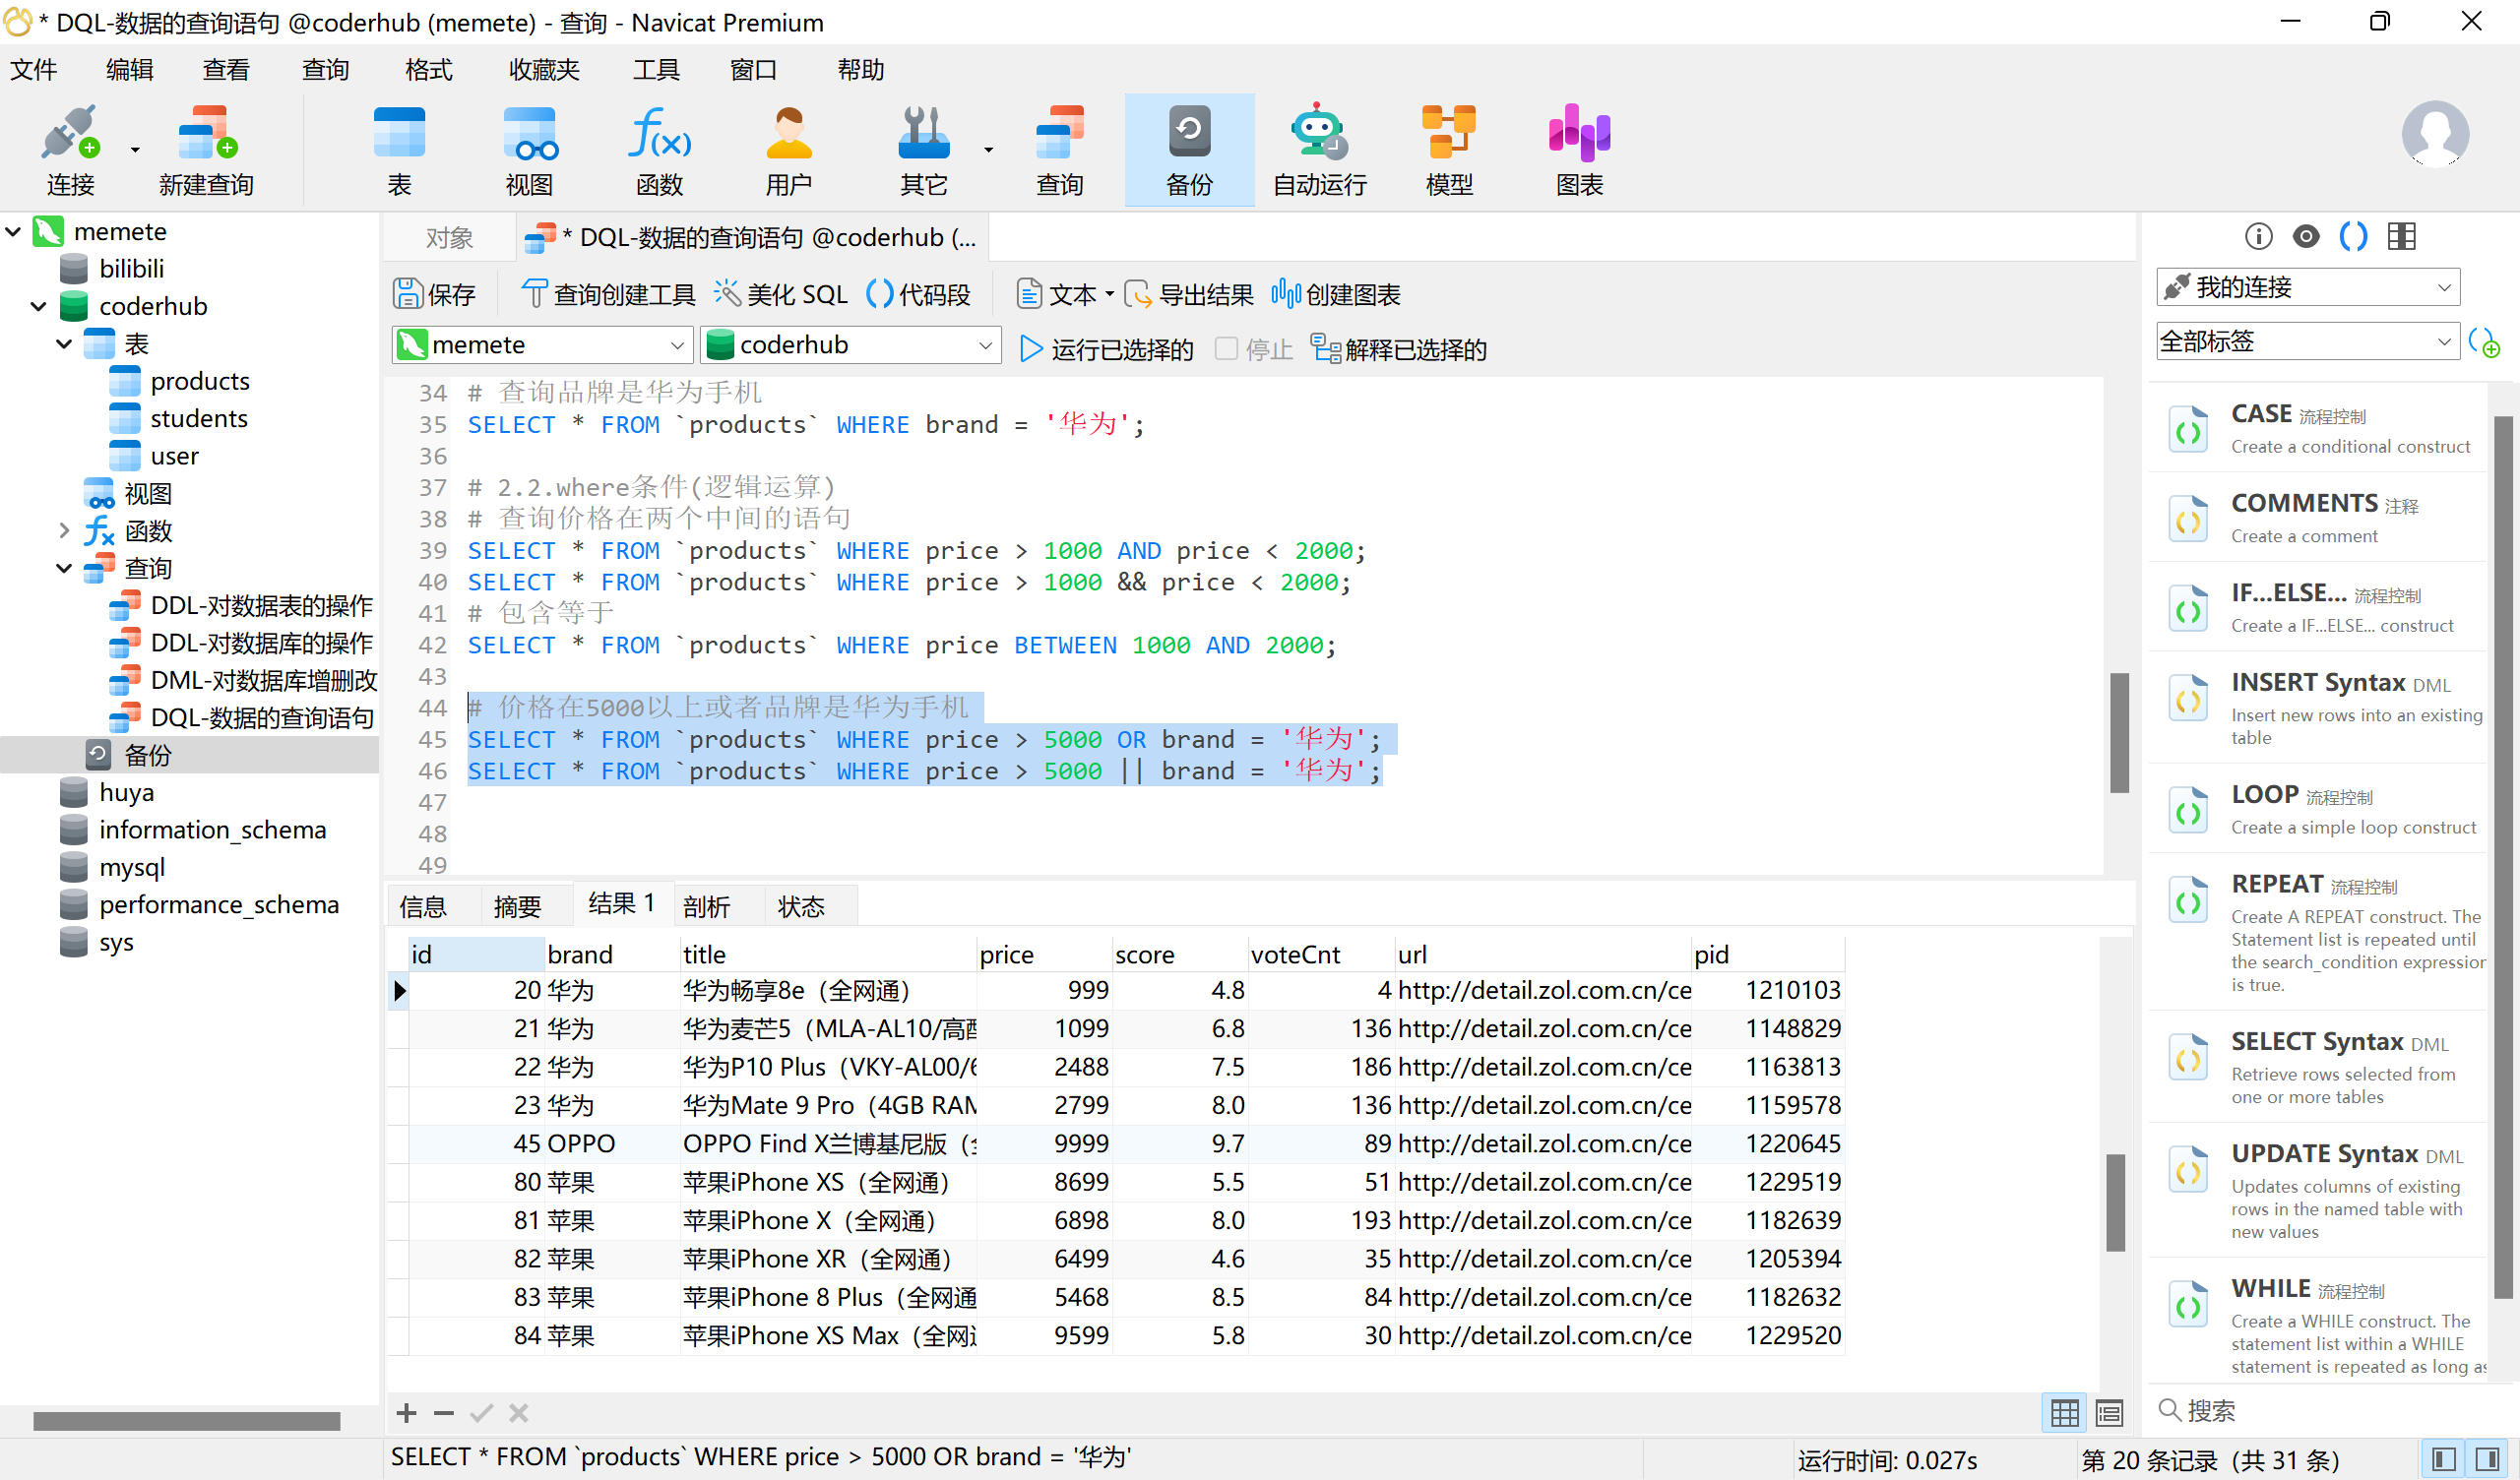 * DQL-数据的查询语句 @coderhub (memete) - 查询 - Navicat Premium
文件 编辑 查看 查询 格式 收藏夹 工具 窗口 帮助
连接 新建查询 表 视图 函数 用户 其它 查询 备份 自动运行 模型 图表
memete
bilibili
coderhub
表
products
students
user
视图
函数
查询
DDL-对数据表的操作
DDL-对数据库的操作
DML-对数据库增删改
DQL-数据的查询语句
备份
huya
information_schema
mysql
performance_schema
sys
对象 * DQL-数据的查询语句 @coderhub (...
保存 查询创建工具 美化 SQL 代码段 文本 导出结果 创建图表
memete coderhub 运行已选择的 停止 解释已选择的
34 # 查询品牌是华为手机
35 SELECT * FROM `products` WHERE brand = '华为';
36
37 # 2.2.where条件(逻辑运算)
38 # 查询价格在两个中间的语句
39 SELECT * FROM `products` WHERE price > 1000 AND price < 2000;
40 SELECT * FROM `products` WHERE price > 1000 && price < 2000;
41 # 包含等于
42 SELECT * FROM `products` WHERE price BETWEEN 1000 AND 2000;
43
44 # 价格在5000以上或者品牌是华为手机
45 SELECT * FROM `products` WHERE price > 5000 OR brand = '华为';
46 SELECT * FROM `products` WHERE price > 5000 || brand = '华为';
47
48
49
信息 摘要 结果 1 剖析 状态
id brand title price score voteCnt url pid
20 华为 华为畅享8e（全网通） 999 4.8 4 http://detail.zol.com.cn/ce 1210103
21 华为 华为麦芒5（MLA-AL10/高配 1099 6.8 136 http://detail.zol.com.cn/ce 1148829
22 华为 华为P10 Plus（VKY-AL00/6 2488 7.5 186 http://detail.zol.com.cn/ce 1163813
23 华为 华为Mate 9 Pro（4GB RAM 2799 8.0 136 http://detail.zol.com.cn/ce 1159578
45 OPPO OPPO Find X兰博基尼版（全 9999 9.7 89 http://detail.zol.com.cn/ce 1220645
80 苹果 苹果iPhone XS（全网通） 8699 5.5 51 http://detail.zol.com.cn/ce 1229519
81 苹果 苹果iPhone X（全网通） 6898 8.0 193 http://detail.zol.com.cn/ce 1182639
82 苹果 苹果iPhone XR（全网通） 6499 4.6 35 http://detail.zol.com.cn/ce 1205394
83 苹果 苹果iPhone 8 Plus（全网通 5468 8.5 84 http://detail.zol.com.cn/ce 1182632
84 苹果 苹果iPhone XS Max（全网通 9599 5.8 30 http://detail.zol.com.cn/ce 1229520
SELECT * FROM `products` WHERE price > 5000 OR brand = '华为' 运行时间: 0.027s 第 20 条记录（共 31 条）
我的连接
全部标签
CASE 流程控制
Create a conditional construct
COMMENTS 注释
Create a comment
IF...ELSE... 流程控制
Create a IF...ELSE... construct
INSERT Syntax DML
Insert new rows into an existing
table
LOOP 流程控制
Create a simple loop construct
REPEAT 流程控制
Create A REPEAT construct. The
Statement list is repeated until
the search_condition expression
is true.
SELECT Syntax DML
Retrieve rows selected from
one or more tables
UPDATE Syntax DML
Updates columns of existing
rows in the named table with
new values
WHILE 流程控制
Create a WHILE construct. The
statement list within a WHILE
statement is repeated as long as
搜索